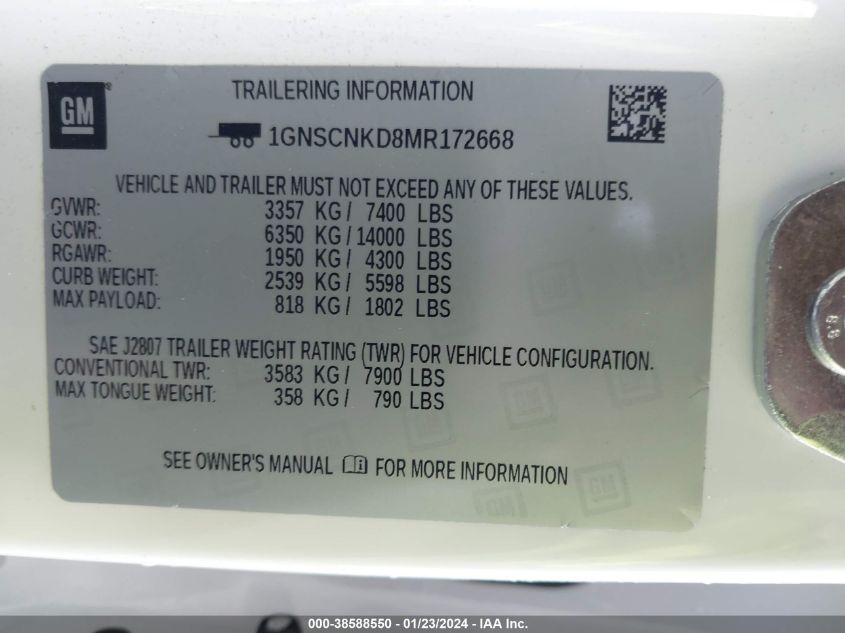 GM ®
TRAILERING INFORMATION
1GNSCNKD8MR172668
VEHICLE AND TRAILER MUST NOT EXCEED ANY OF THESE VALUES.
GVWR: 3357 KG/ 7400 LBS
GCWR: 6350 KG/14000 LBS
RGAWR: 1950 KG/ 4300 LBS
CURB WEIGHT: 2539 KG/ 5598 LBS
MAX PAYLOAD: 818 KG/ 1802 LBS
SAE J2807 TRAILER WEIGHT RATING (TWR) FOR VEHICLE CONFIGURATION.
CONVENTIONAL TWR: 3583 KG/ 7900 LBS
MAX TONGUE WEIGHT: 358 KG/ 790 LBS
SEE OWNER'S MANUAL FOR MORE INFORMATION
8.8
000-38588550 - 01/23/2024 - IAA Inc.